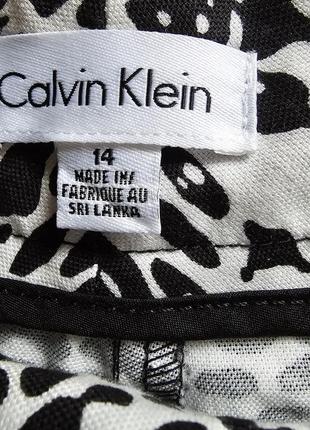 Calvin Klein
14
MADE IN/
FABRIQUE AU
SRI LANKA